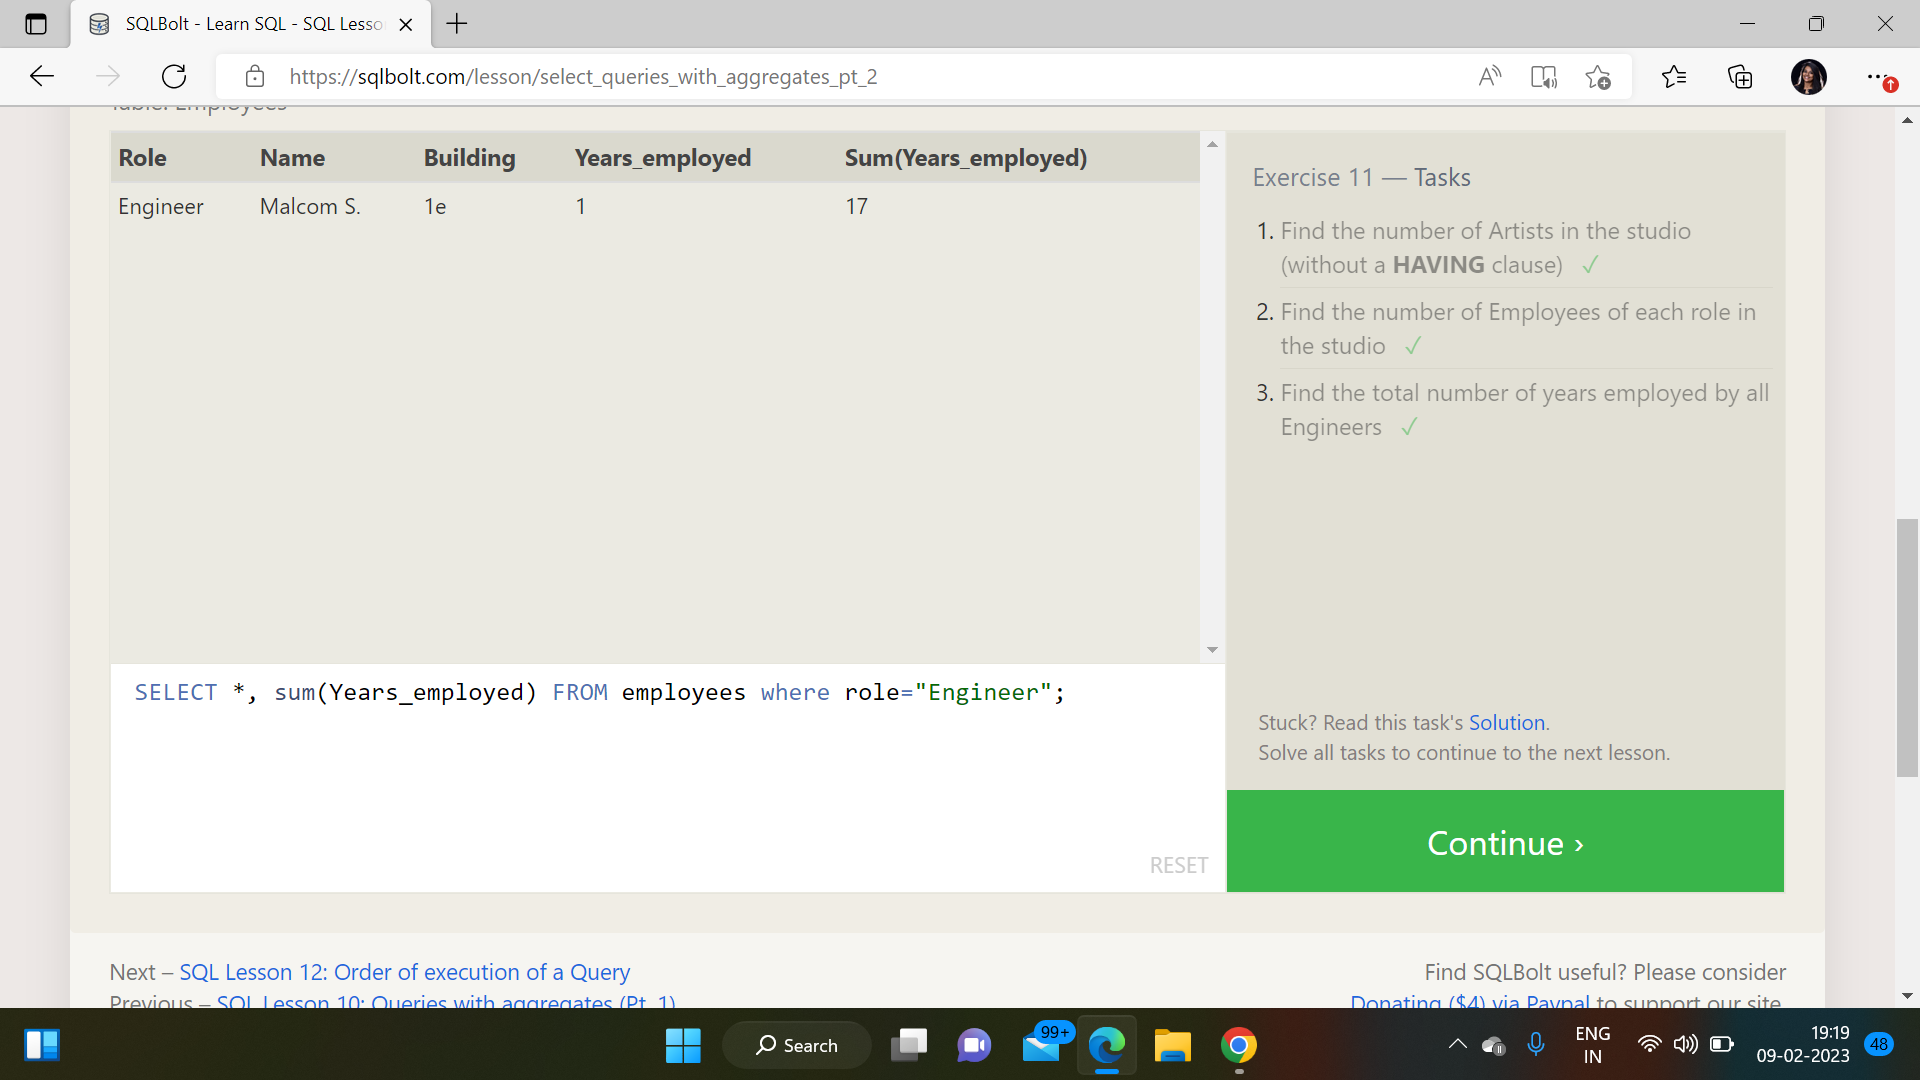 SQLBolt - Learn SQL - SQL Lesso
https://sqlbolt.com/lesson/select_queries_with_aggregates_pt_2
Table: Employees
Role Name Building Years_employed Sum(Years_employed)
Engineer Malcom S. 1e 1 17
SELECT *, sum(Years_employed) FROM employees where role="Engineer";
RESET
Exercise 11 — Tasks
1. Find the number of Artists in the studio
(without a HAVING clause) ✓
2. Find the number of Employees of each role in
the studio ✓
3. Find the total number of years employed by all
Engineers ✓
Stuck? Read this task's Solution.
Solve all tasks to continue to the next lesson.
Continue ›
Next – SQL Lesson 12: Order of execution of a Query
Previous – SQL Lesson 10: Queries with aggregates (Pt. 1)
Find SQLBolt useful? Please consider
Donating ($4) via Paypal to support our site.
Search
99+
ENG
IN
19:19
09-02-2023
48